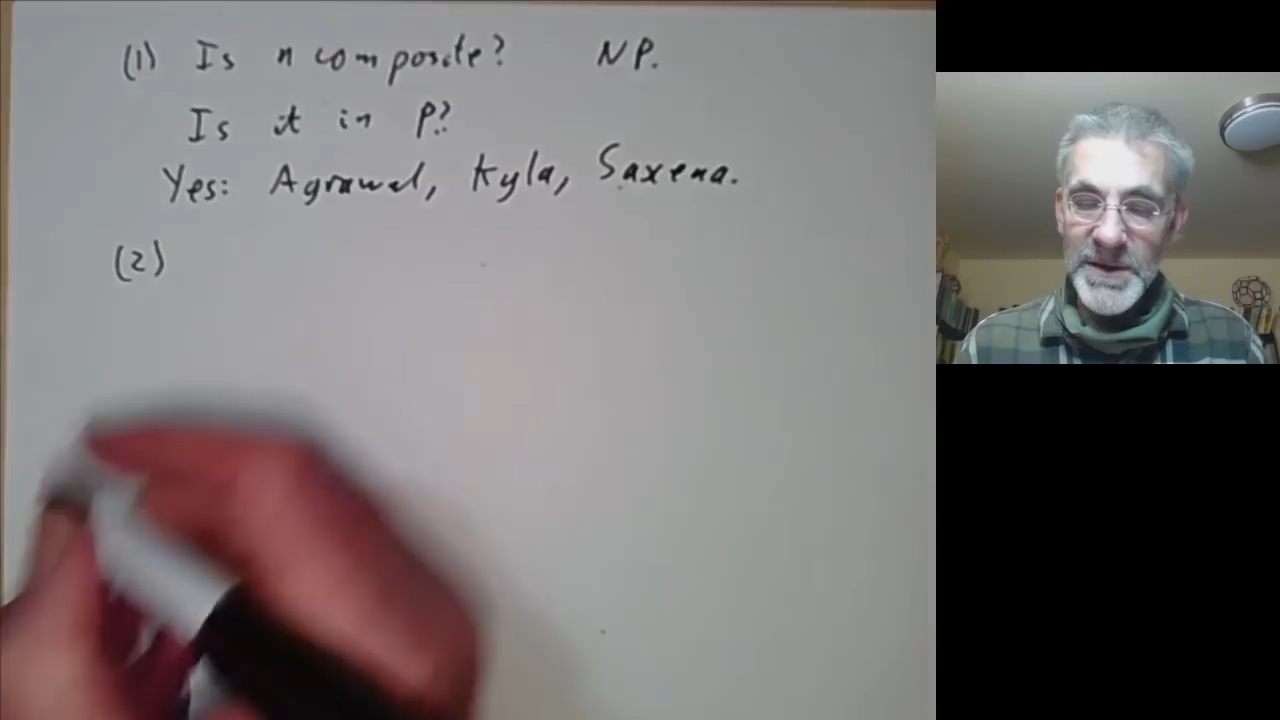 (1) Is n composite? NP.
Is it in P?
Yes: Agrawal, Kyla, Saxena.
(2)